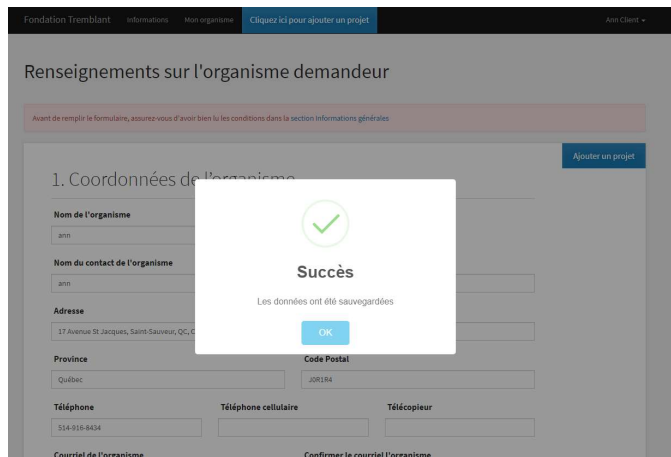 Fondation Tremblant Informations Mon organisme Cliquez ici pour ajouter un projet Ann Client
Renseignements sur l'organisme demandeur
Avant de remplir le formulaire, assurez-vous d'avoir bien lu les conditions dans la section Informations générales
Ajouter un projet
1. Coordonnées de l'organisme
Nom de l'organisme
ann
Nom du contact de l'organisme
ann
Succès
Les données ont été sauvegardées
OK
Adresse
17 Avenue St Jacques, Saint-Sauveur, QC, C
Province Code Postal
Québec J0R1R4
Téléphone Téléphone cellulaire Télécopieur
514-916-8434
Courriel de l'organisme Confirmer le courriel l'organisme